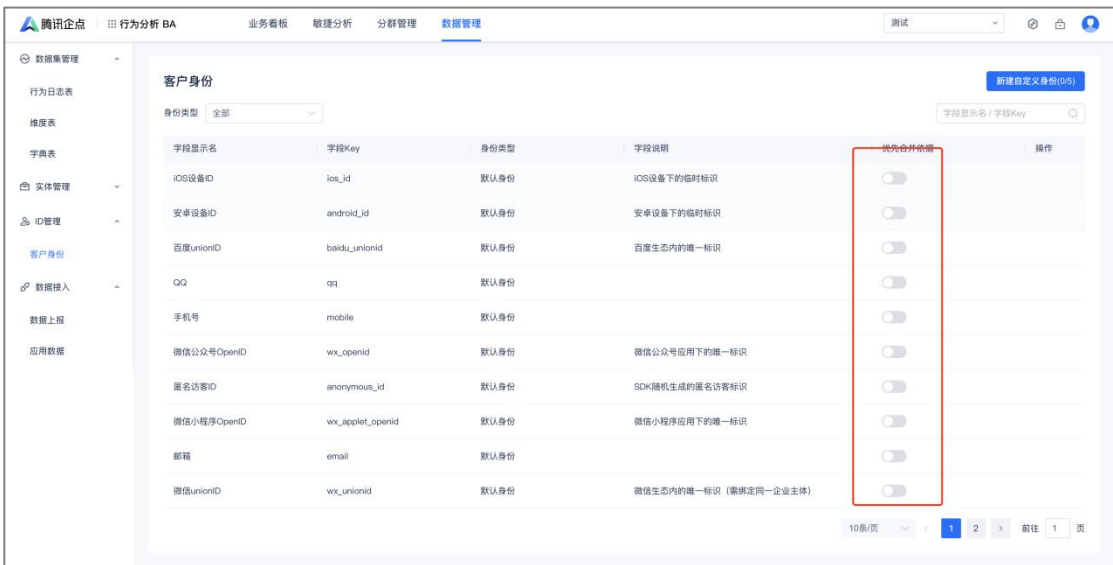 腾讯企点 行为分析 BA 业务看板 敏捷分析 分群管理 数据管理 测试
数据集管理
行为日志表
维度表
字典表
实体管理
ID管理
客户身份
数据接入
数据上报
应用数据
客户身份 新建自定义身份(0/5)
身份类型 全部 字段显示名 / 字段Key
字段显示名 字段Key 身份类型 字段说明 优先合并依据 操作
iOS设备ID ios_id 默认身份 iOS设备下的临时标识
安卓设备ID android_id 默认身份 安卓设备下的临时标识
百度unionID baidu_unionid 默认身份 百度生态内的唯一标识
QQ qq 默认身份
手机号 mobile 默认身份
微信公众号OpenID wx_openid 默认身份 微信公众号应用下的唯一标识
匿名访客ID anonymous_id 默认身份 SDK随机生成的匿名访客标识
微信小程序OpenID wx_applet_openid 默认身份 微信小程序应用下的唯一标识
邮箱 email 默认身份
微信unionID wx_unionid 默认身份 微信生态内的唯一标识（需绑定同一企业主体）
10条/页 1 2 前往 1 页